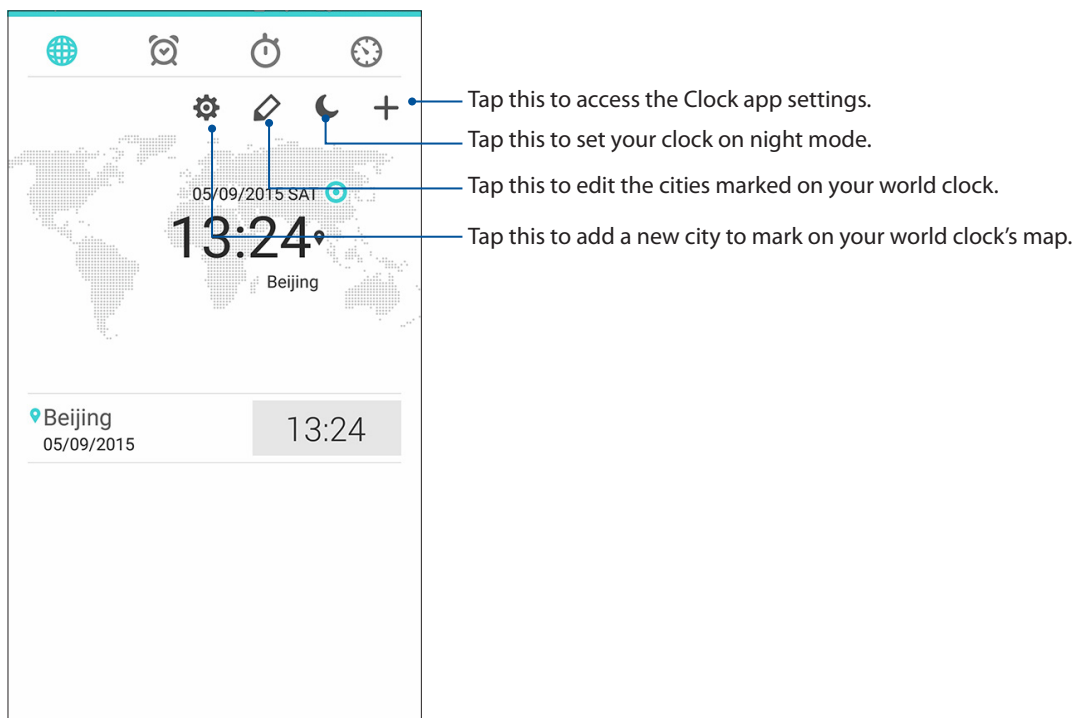 Tap this to access the Clock app settings.
Tap this to set your clock on night mode.
05/09/2015 SAT
Tap this to edit the cities marked on your world clock.
13:24
Tap this to add a new city to mark on your world clock’s map.
Beijing
Beijing
13:24
05/09/2015